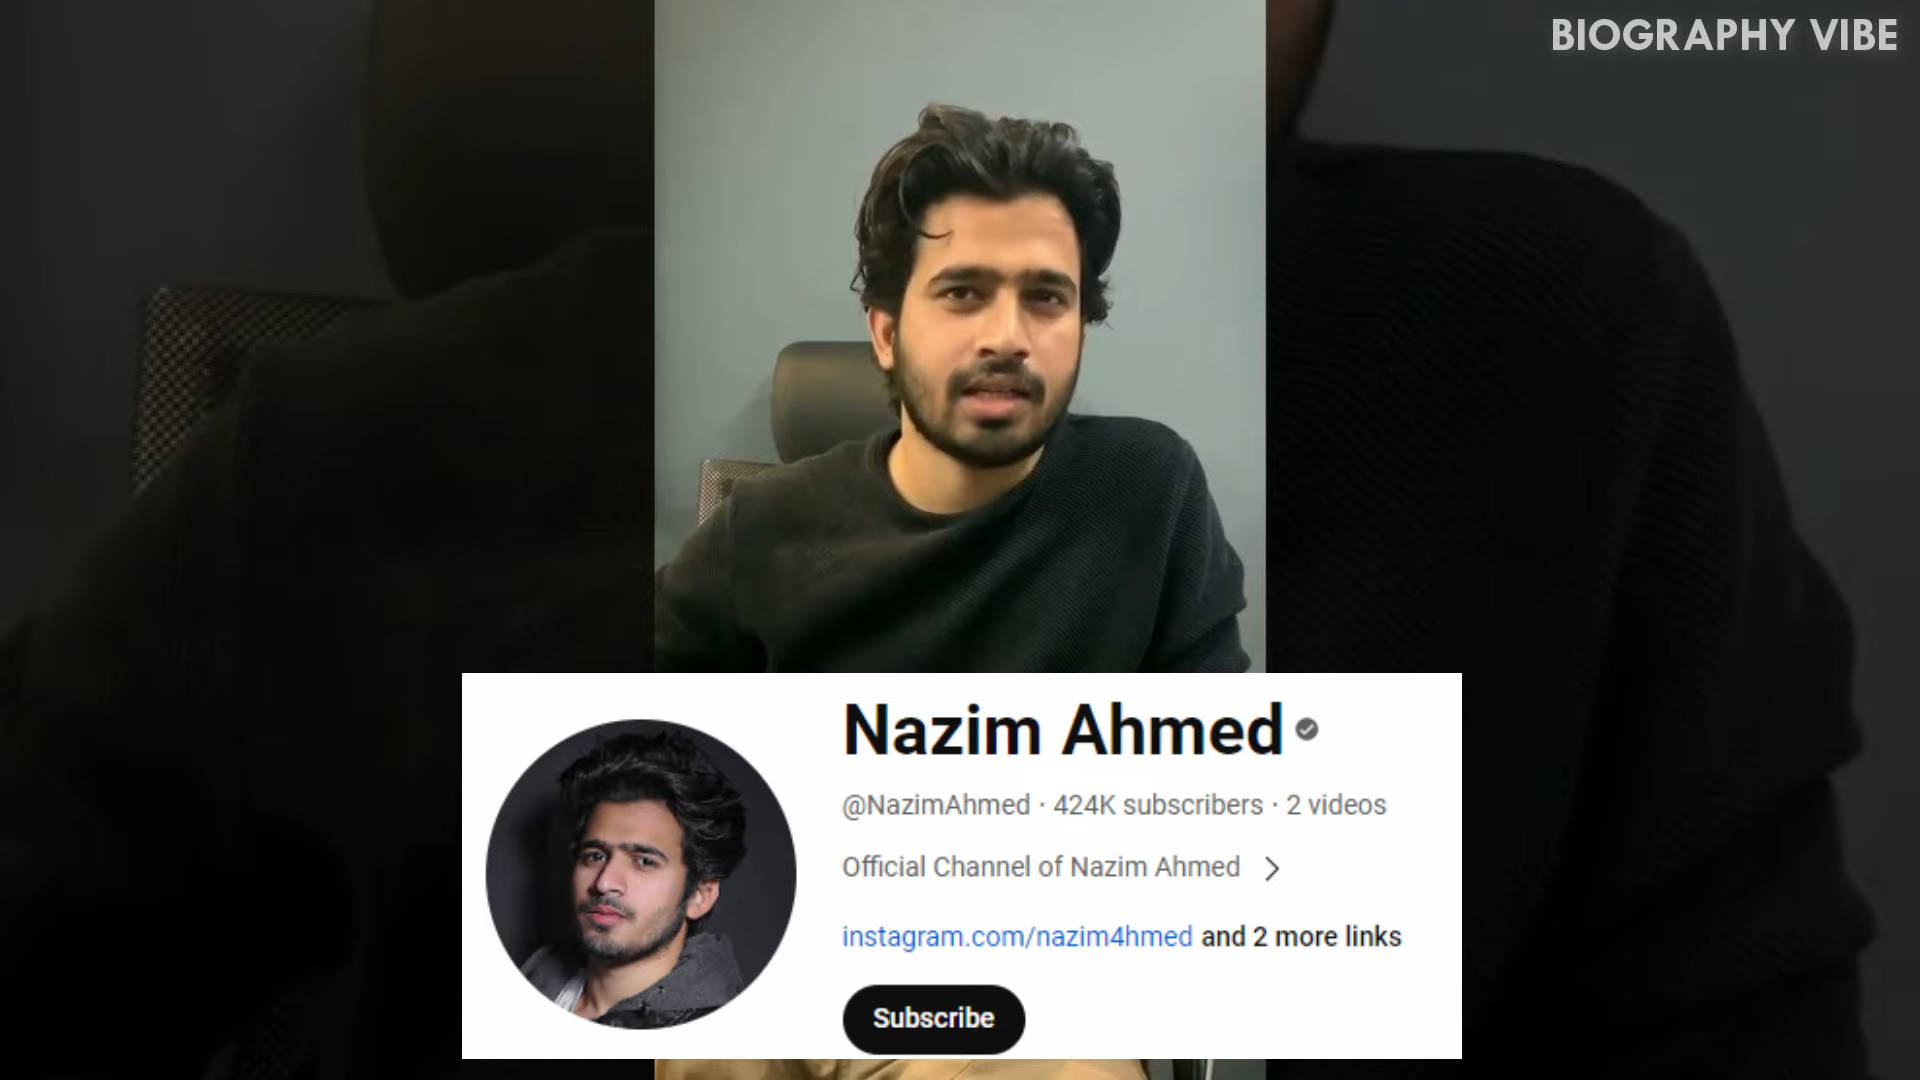 BIOGRAPHY VIBE
Nazim Ahmed
@NazimAhmed · 424K subscribers · 2 videos
Official Channel of Nazim Ahmed
instagram.com/nazim4hmed and 2 more links
Subscribe